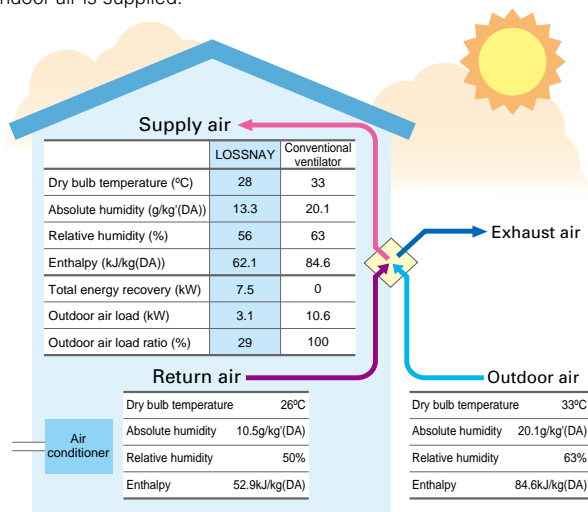 ndoor air is supplied.
Supply air
LOSSNAY Conventional ventilator
Dry bulb temperature (ºC) 28 33
Absolute humidity (g/kg'(DA)) 13.3 20.1
Relative humidity (%) 56 63
Enthalpy (kJ/kg(DA)) 62.1 84.6
Total energy recovery (kW) 7.5 0
Outdoor air load (kW) 3.1 10.6
Outdoor air load ratio (%) 29 100
Exhaust air
Return air
Dry bulb temperature 26ºC
Absolute humidity 10.5g/kg'(DA)
Relative humidity 50%
Enthalpy 52.9kJ/kg(DA)
Air
conditioner
Outdoor air
Dry bulb temperature 33ºC
Absolute humidity 20.1g/kg'(DA)
Relative humidity 63%
Enthalpy 84.6kJ/kg(DA)